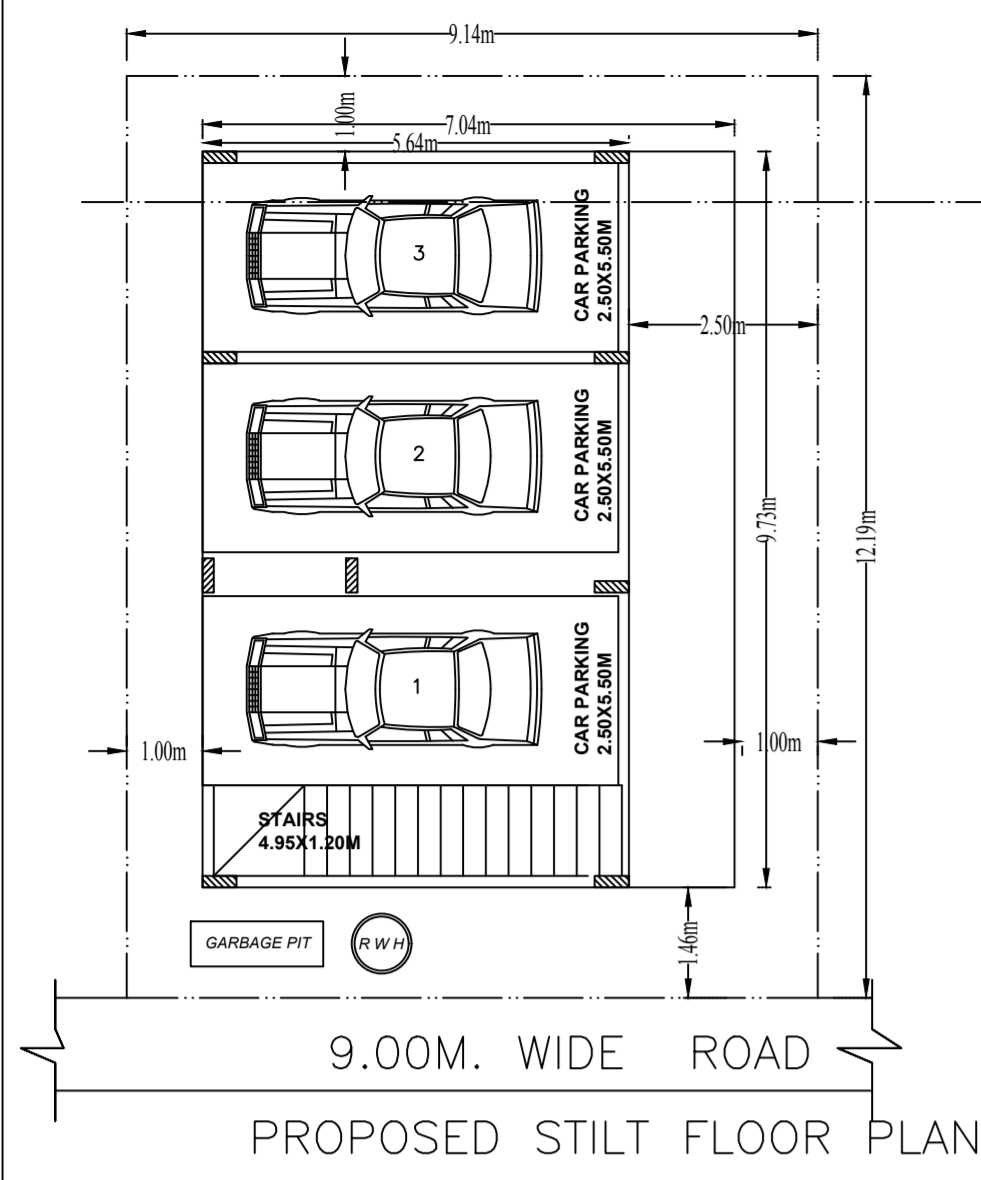 9.14m
1.00m
7.04m
5.64m
3
CAR PARKING
2.50X5.50M
2.50m
2
CAR PARKING
2.50X5.50M
9.73m
12.19m
1
CAR PARKING
2.50X5.50M
1.00m
1.00m
STAIRS
4.95X1.20M
GARBAGE PIT
R W H
1.46m
9.00M. WIDE ROAD
PROPOSED STILT FLOOR PLAN